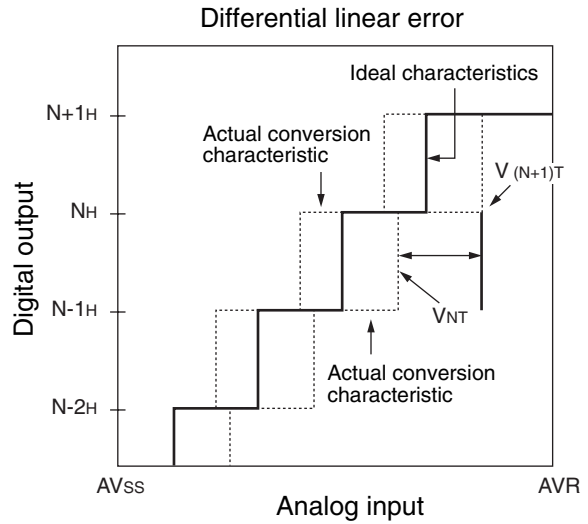 Differential linear error
Ideal characteristics
N+1H
Actual conversion
characteristic
V (N+1)T
NH
Digital output
N-1H
VNT
Actual conversion
characteristic
N-2H
AVSS
AVR
Analog input